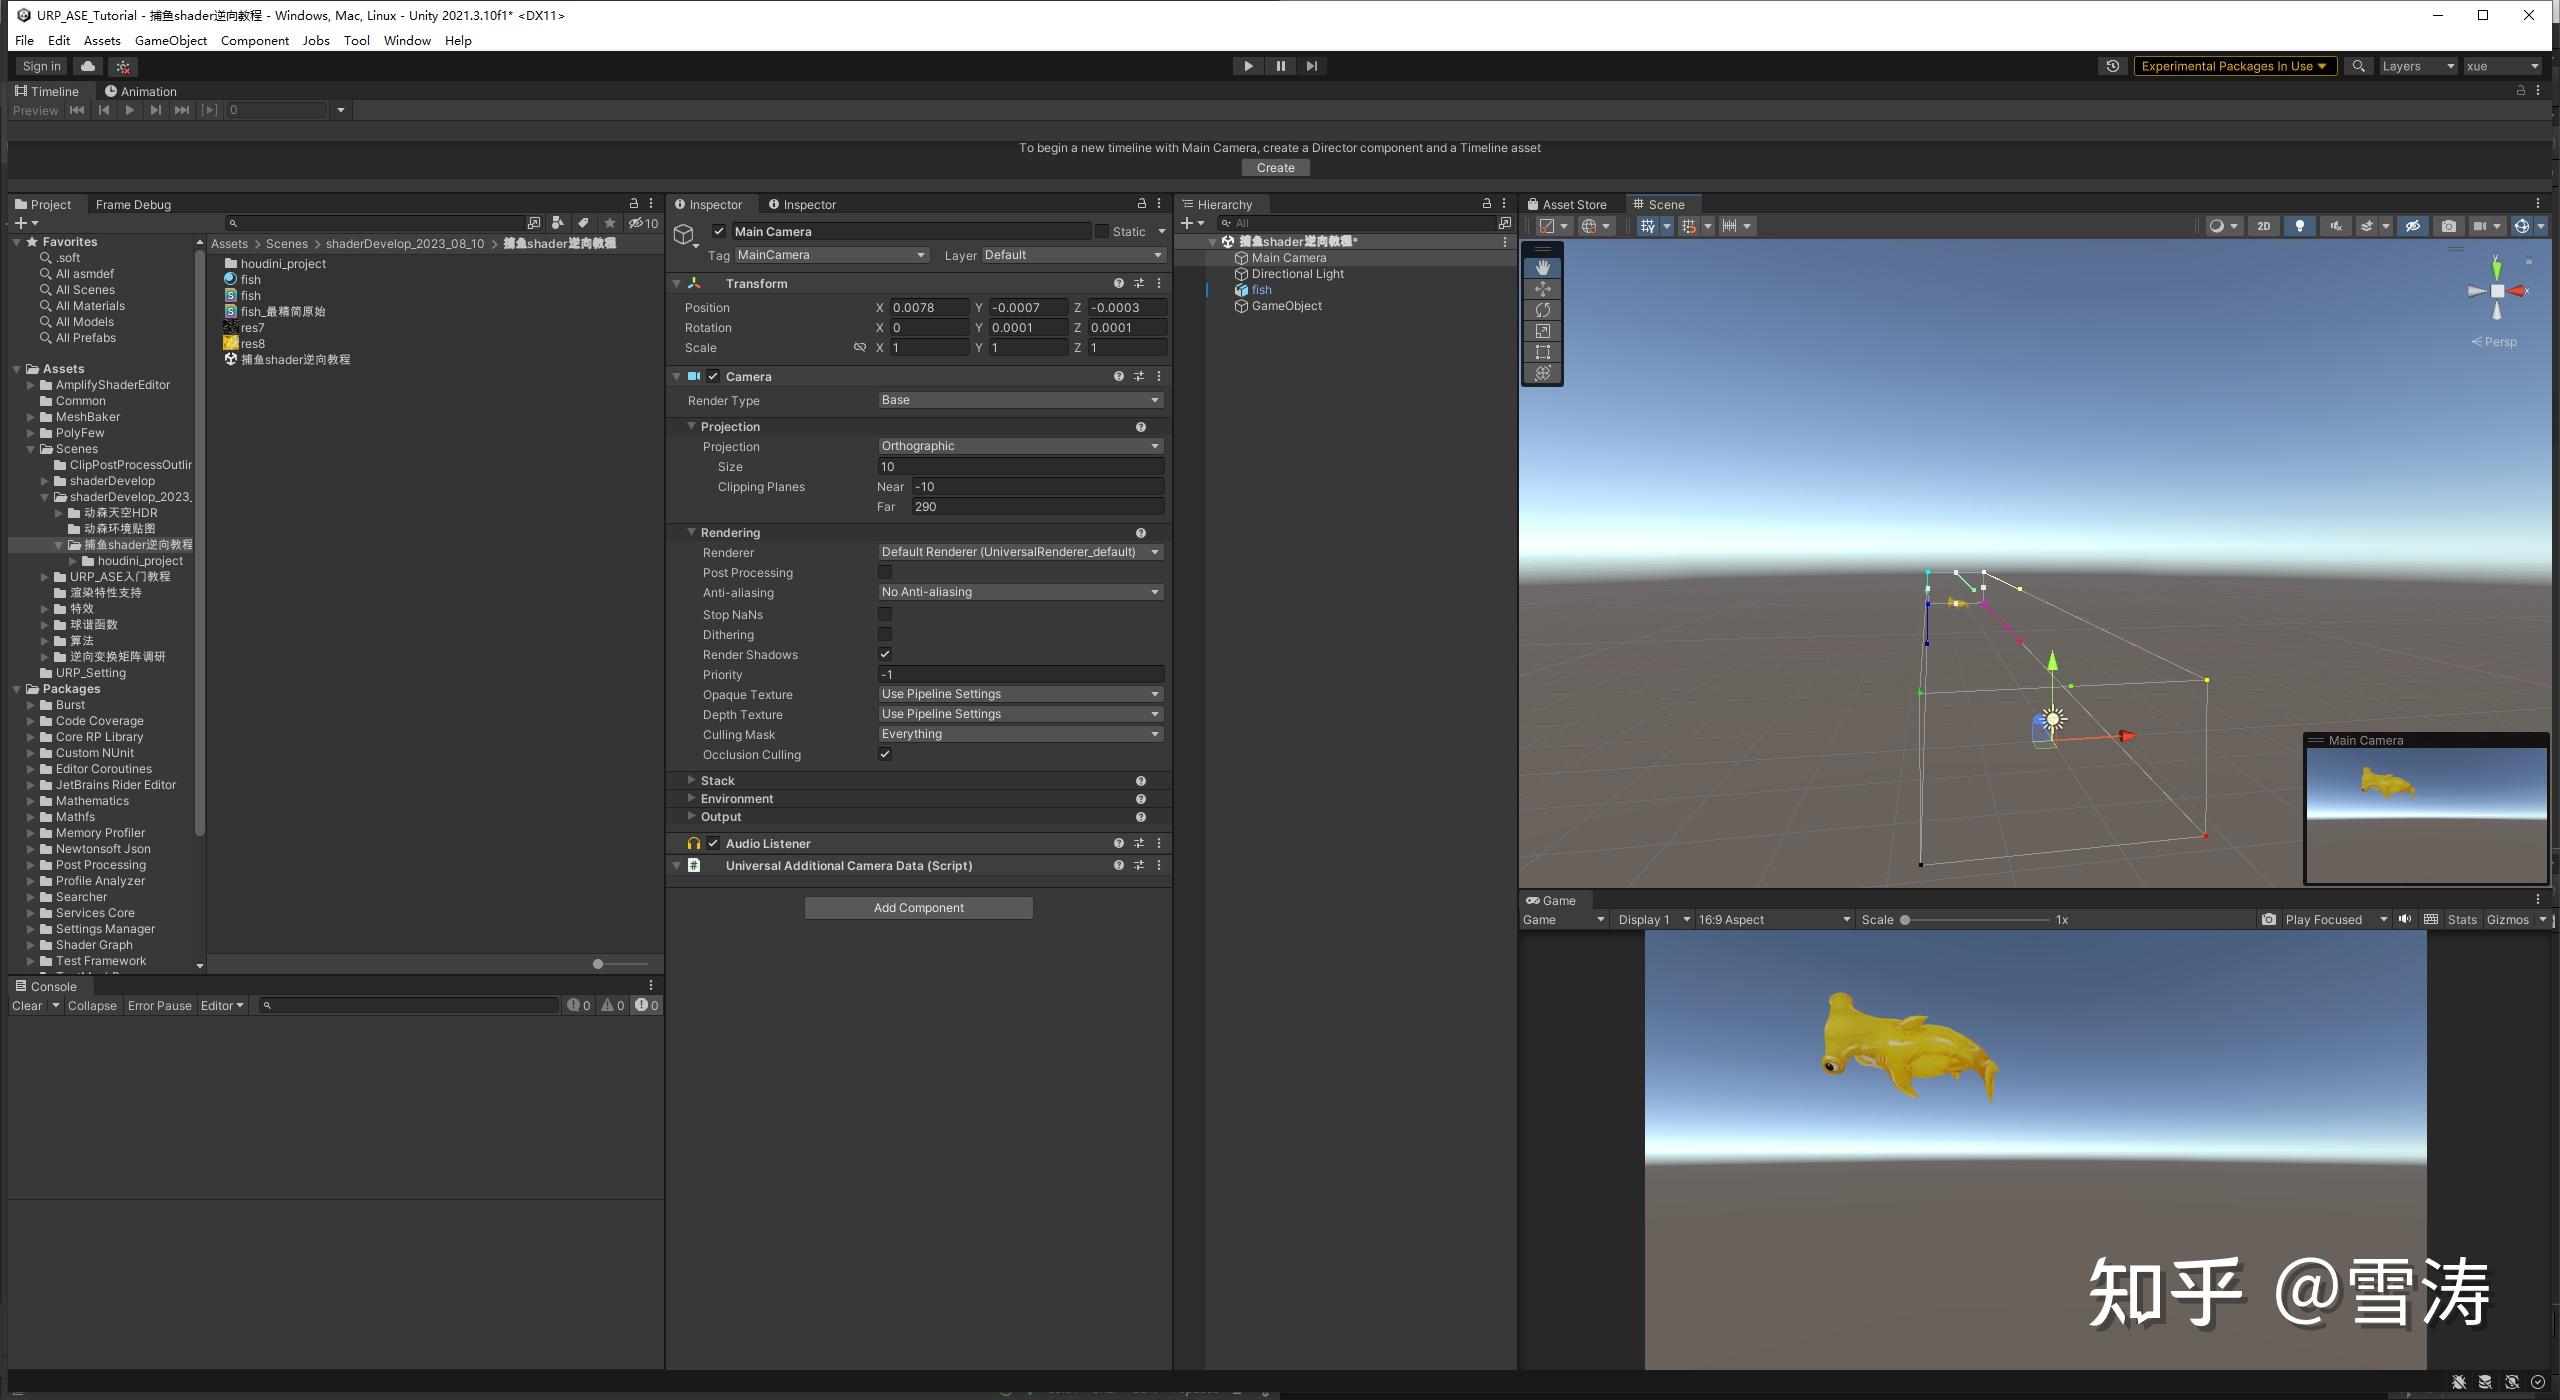 URP_ASE_Tutorial - 捕鱼shader逆向教程 - Windows, Mac, Linux - Unity 2021.3.10f1* <DX11>
File Edit Assets GameObject Component Jobs Tool Window Help
Sign in
Experimental Packages In Use
Layers
xue
Timeline
Animation
Preview
0
To begin a new timeline with Main Camera, create a Director component and a Timeline asset
Create
Project
Frame Debug
10
Favorites
.soft
All asmdef
All Scenes
All Materials
All Models
All Prefabs
Assets
AmplifyShaderEditor
Common
MeshBaker
PolyFew
Scenes
ClipPostProcessOutlir
shaderDevelop
shaderDevelop_2023_
动森天空HDR
动森环境贴图
捕鱼shader逆向教程
houdini_project
URP_ASE入门教程
渲染特性支持
特效
球谐函数
算法
逆向变换矩阵调研
URP_Setting
Packages
Burst
Code Coverage
Core RP Library
Custom NUnit
Editor Coroutines
JetBrains Rider Editor
Mathematics
Mathfs
Memory Profiler
Newtonsoft Json
Post Processing
Profile Analyzer
Searcher
Services Core
Settings Manager
Shader Graph
Test Framework
Assets > Scenes > shaderDevelop_2023_08_10 > 捕鱼shader逆向教程
houdini_project
fish
fish
fish_最精简原始
res7
res8
捕鱼shader逆向教程
Console
Clear Collapse Error Pause Editor
0 0 0
Inspector
Inspector
Main Camera
Static
Tag MainCamera Layer Default
Transform
Position X 0.0078 Y -0.0007 Z -0.0003
Rotation X 0 Y 0.0001 Z 0.0001
Scale X 1 Y 1 Z 1
Camera
Render Type Base
Projection
Projection Orthographic
Size 10
Clipping Planes Near -10
Far 290
Rendering
Renderer Default Renderer (UniversalRenderer_default)
Post Processing
Anti-aliasing No Anti-aliasing
Stop NaNs
Dithering
Render Shadows
Priority -1
Opaque Texture Use Pipeline Settings
Depth Texture Use Pipeline Settings
Culling Mask Everything
Occlusion Culling
Stack
Environment
Output
Audio Listener
Universal Additional Camera Data (Script)
Add Component
Hierarchy
All
捕鱼shader逆向教程*
Main Camera
Directional Light
fish
GameObject
Asset Store
Scene
2D
y
x
Persp
Main Camera
Game
Game Display 1 16:9 Aspect Scale 1x Play Focused Stats Gizmos
知乎 @雪涛